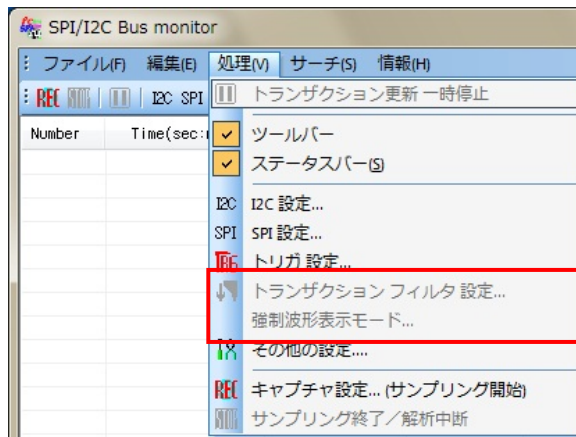 SPI/I2C Bus monitor
ファイル(F) 編集(E) 処理(V) サーチ(S) 情報(H)
REC I2C SPI
トランザクション更新 一時停止
Number Time(sec:
ツールバー
ステータスバー(S)
I2C I2C 設定...
SPI SPI 設定...
TRG トリガ 設定...
トランザクション フィルタ 設定...
強制波形表示モード...
その他の設定....
REC キャプチャ設定... (サンプリング開始)
サンプリング終了/解析中断